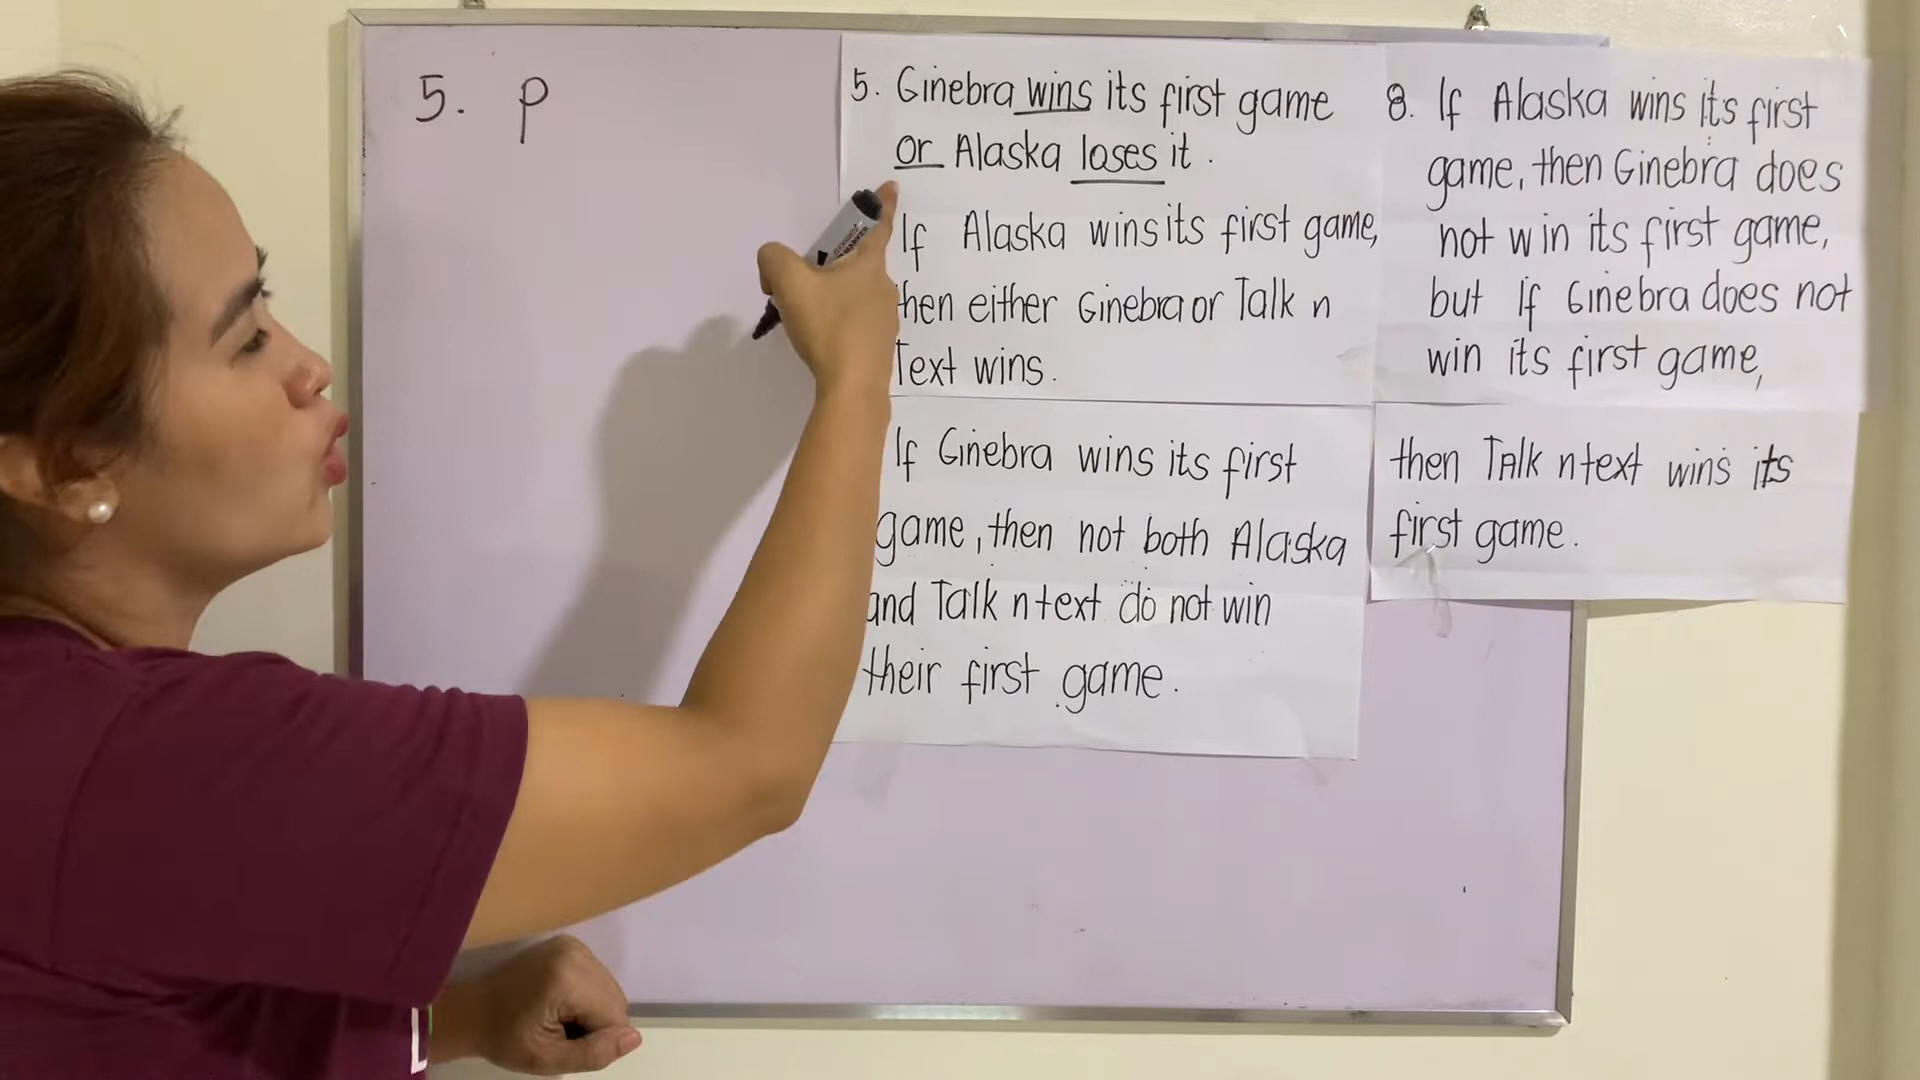 5. p
5. Ginebra wins its first game
or Alaska loses it.
If Alaska wins its first game,
then either Ginebra or Talk n
Text wins.
If Ginebra wins its first
game, then not both Alaska
and Talk n text do not win
their first game.
8. If Alaska wins its first
game, then Ginebra does
not win its first game,
but if Ginebra does not
win its first game,
then Talk n text wins its
first game.